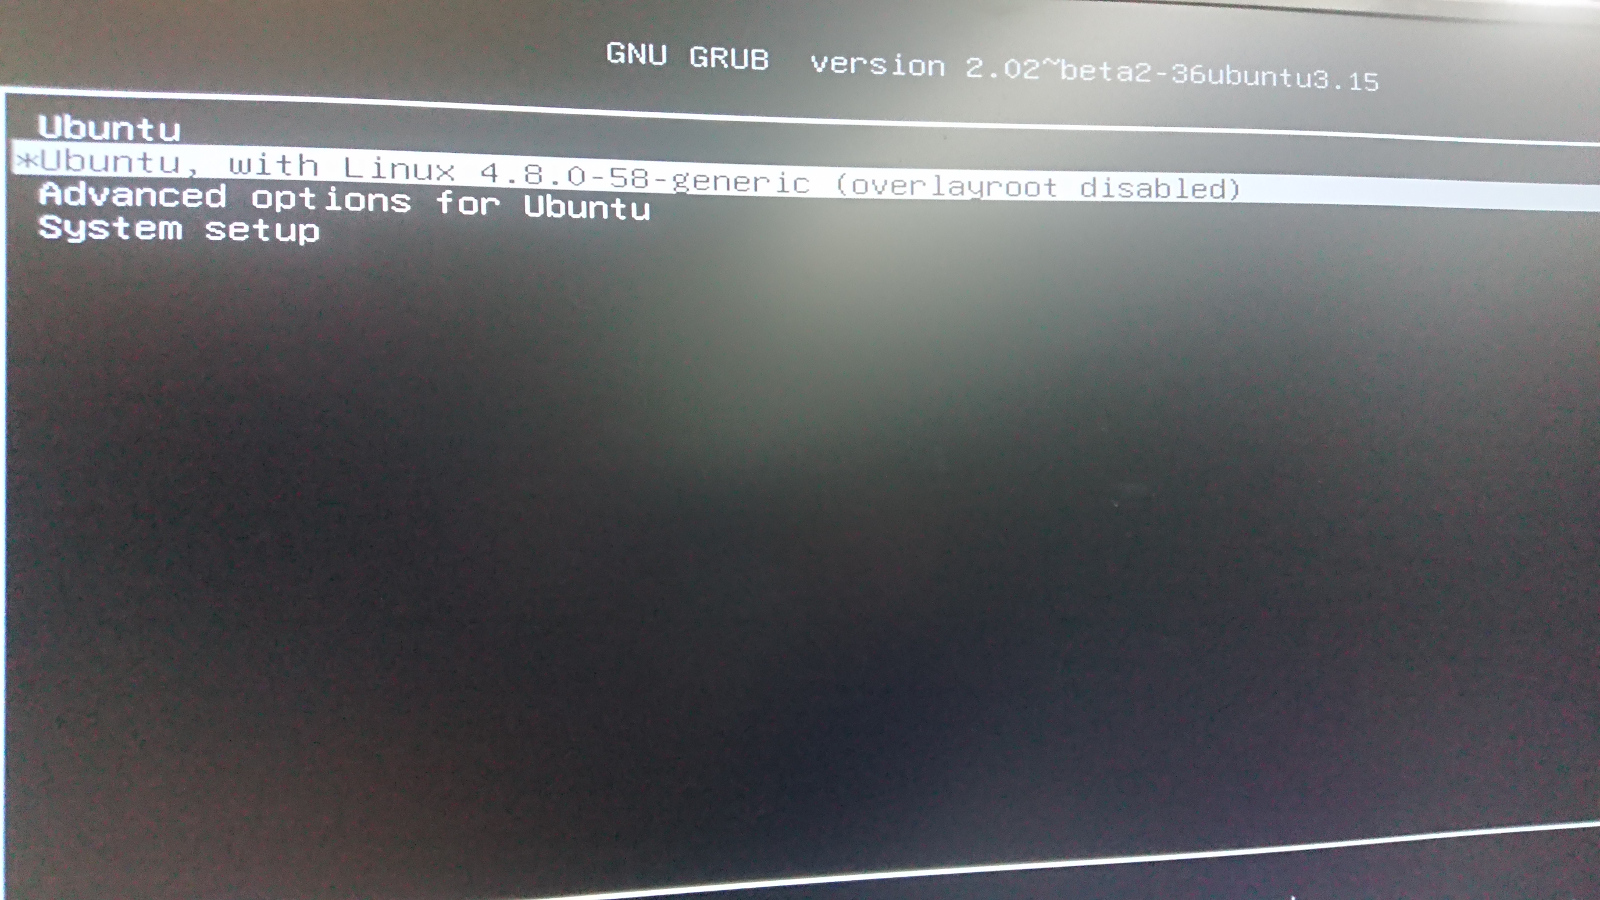 GNU GRUB version 2.02~beta2-36ubuntu3.15
Ubuntu
*Ubuntu, with Linux 4.8.0-58-generic (overlayroot disabled)
Advanced options for Ubuntu
System setup